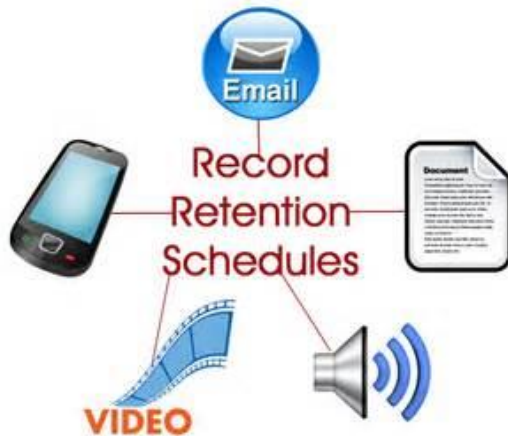 Email
Record
Retention
Schedules
Document
VIDEO